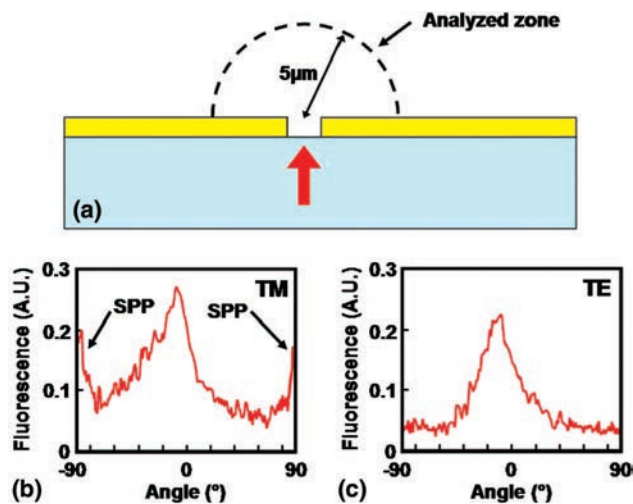 Analyzed zone
5µm
(a)
Fluorescence (A.U.)
0.3
0.2
0.1
0
TM
SPP
SPP
-90
0
90
Angle (°)
(b)
Fluorescence (A.U.)
0.3
0.2
0.1
0
TE
-90
0
90
Angle (°)
(c)